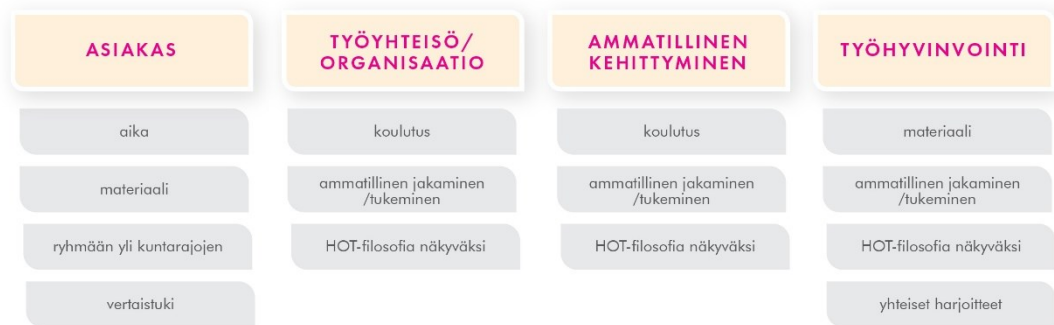 ASIAKAS
aika
materiaali
ryhmään yli kuntarajojen
vertaistuki
TYÖYHTEISÖ/
ORGANISAATIO
koulutus
ammatillinen jakaminen
/tukeminen
HOT-filosofia näkyväksi
AMMATILLINEN
KEHITTYMINEN
koulutus
ammatillinen jakaminen
/tukeminen
HOT-filosofia näkyväksi
TYÖHYVINVOINTI
materiaali
ammatillinen jakaminen
/tukeminen
HOT-filosofia näkyväksi
yhteiset harjoitteet